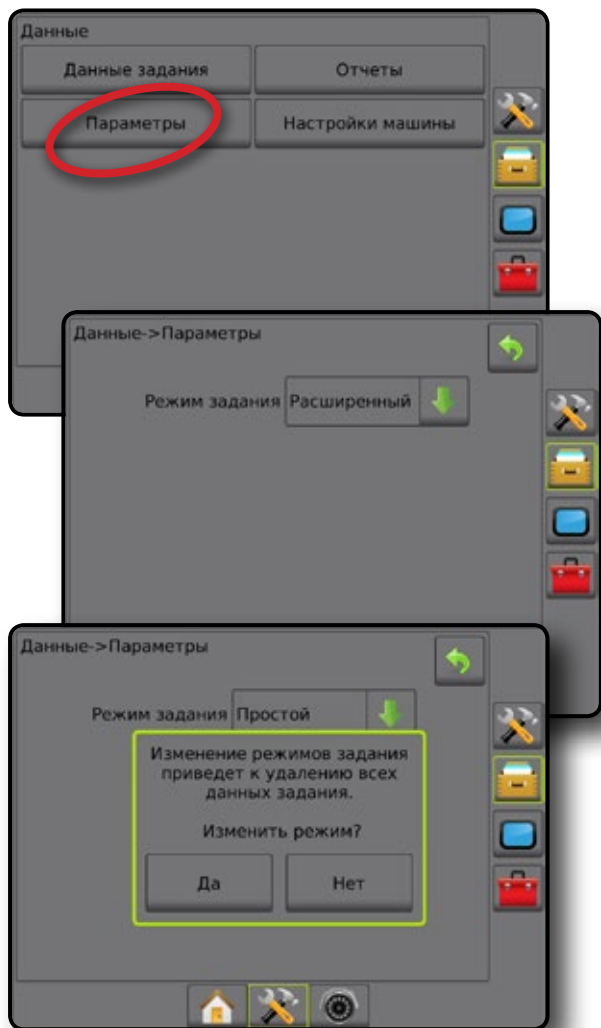 Данные
Данные задания
Отчеты
Параметры
Настройки машины
Данные->Параметры
Режим задания Расширенный
Данные->Параметры
Режим задания Простой
Изменение режимов задания
приведет к удалению всех
данных задания.
Изменить режим?
Да
Нет